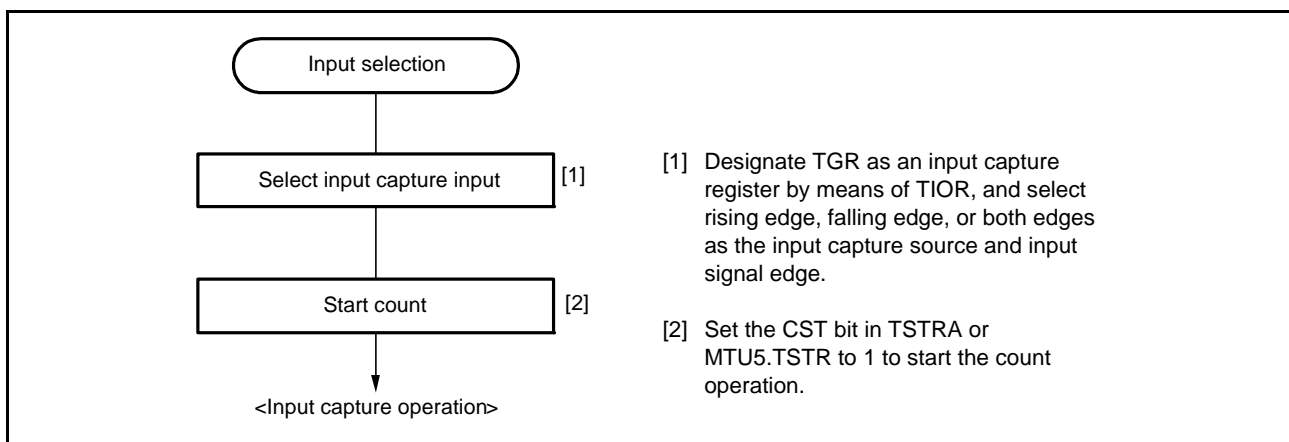 Input selection
Select input capture input
[1]
Start count
[2]
<Input capture operation>
[1] Designate TGR as an input capture
register by means of TIOR, and select
rising edge, falling edge, or both edges
as the input capture source and input
signal edge.
[2] Set the CST bit in TSTRA or
MTU5.TSTR to 1 to start the count
operation.